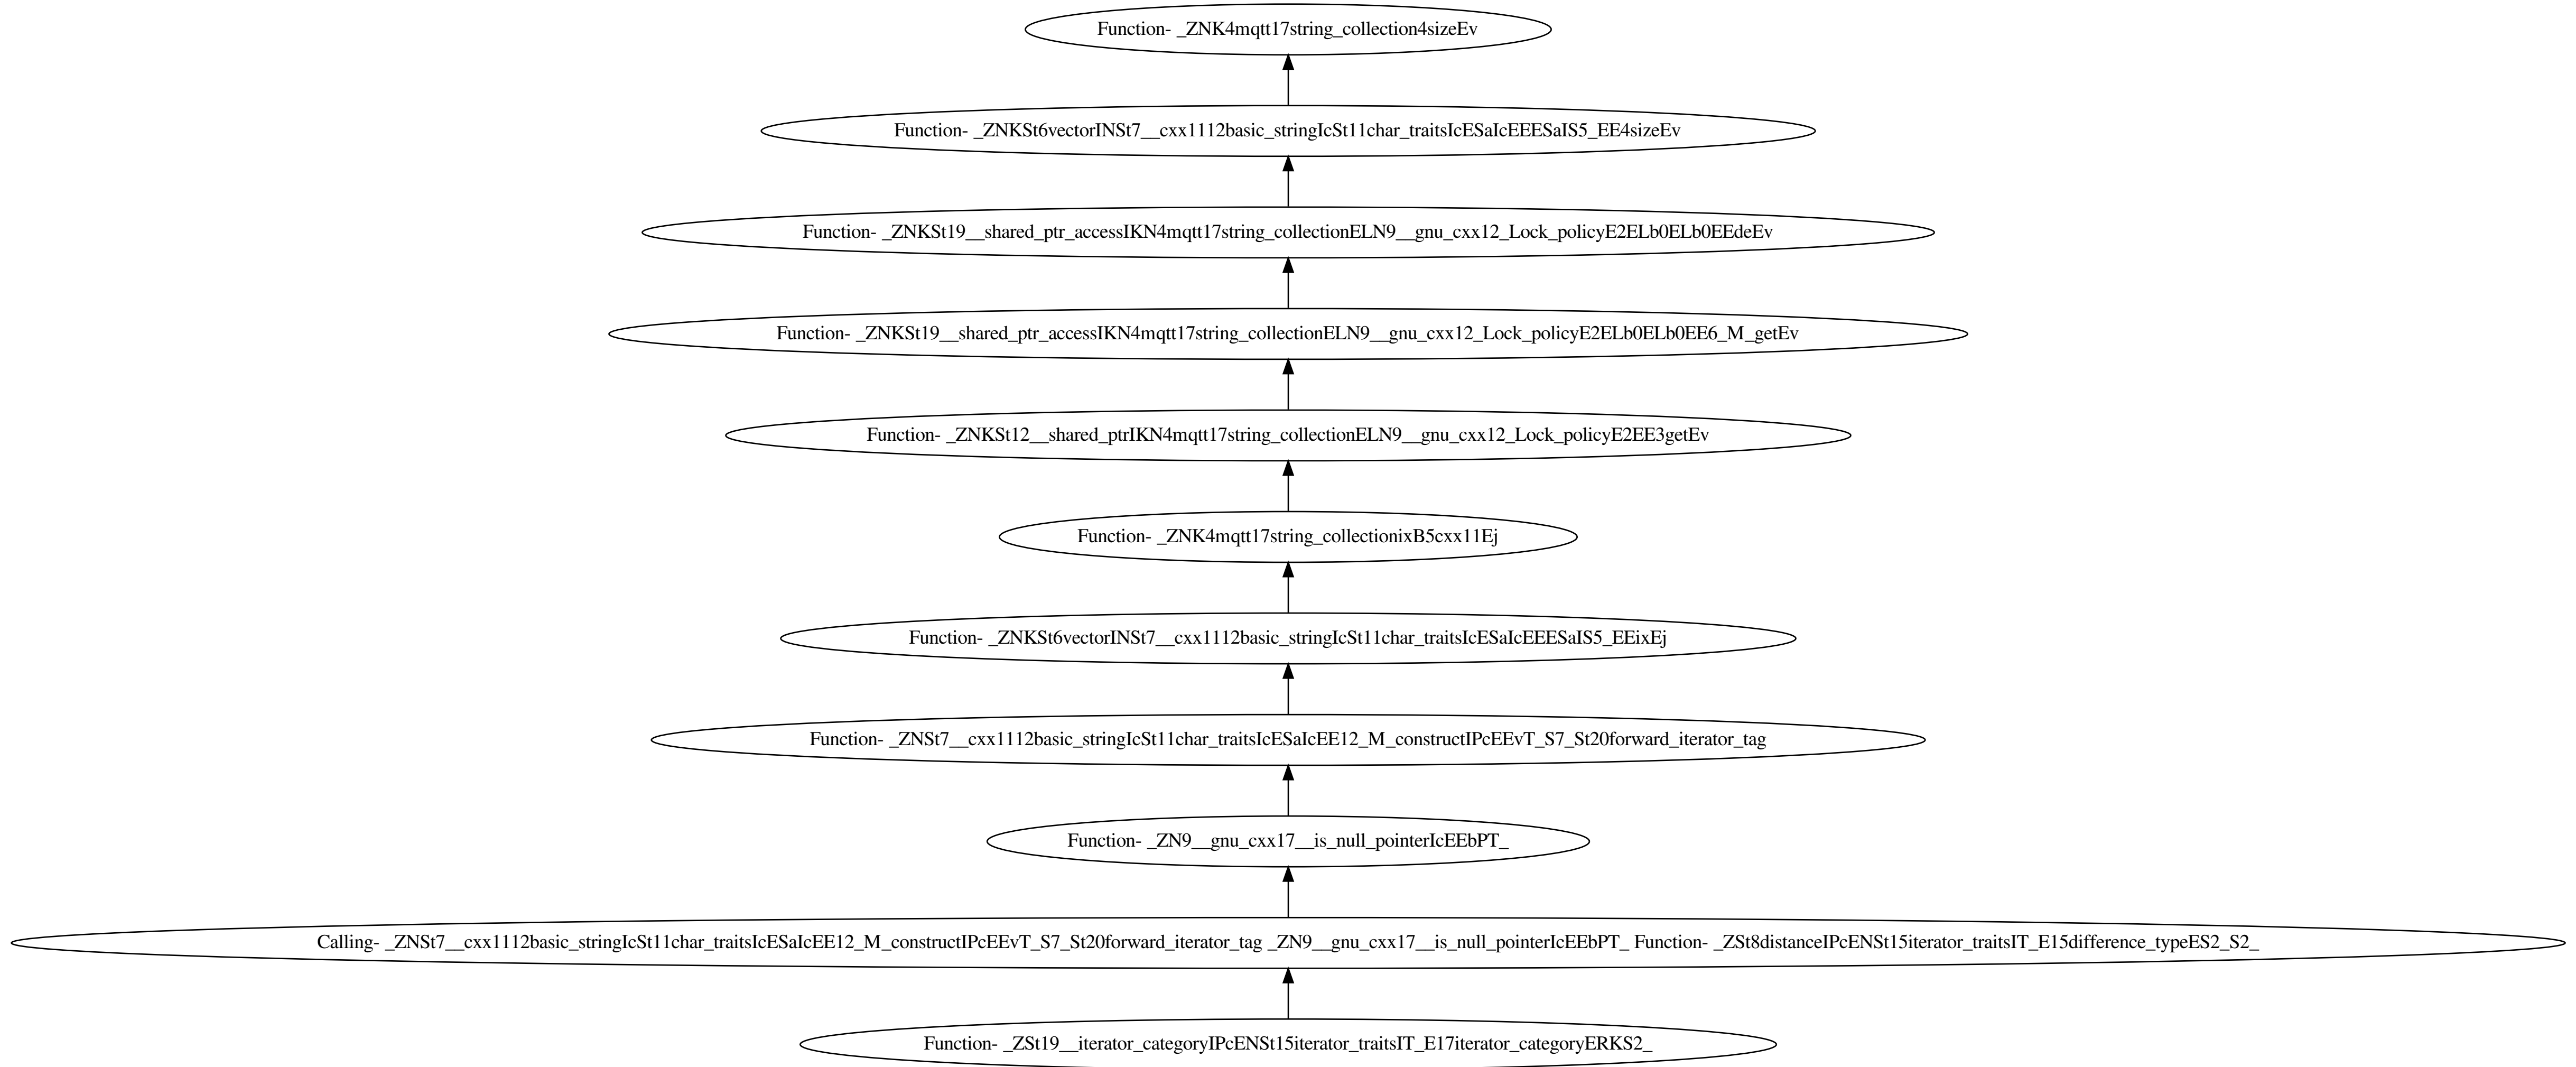 Function- _ZNK4mqtt17string_collection4sizeEv
Function- _ZNKSt6vectorINSt7__cxx1112basic_stringIcSt11char_traitsIcESaIcEEESaIS5_EE4sizeEv
Function- _ZNKSt19__shared_ptr_accessIKN4mqtt17string_collectionELN9__gnu_cxx12_Lock_policyE2ELb0ELb0EEdeEv
Function- _ZNKSt19__shared_ptr_accessIKN4mqtt17string_collectionELN9__gnu_cxx12_Lock_policyE2ELb0ELb0EE6_M_getEv
Function- _ZNKSt12__shared_ptrIKN4mqtt17string_collectionELN9__gnu_cxx12_Lock_policyE2EE3getEv
Function- _ZNK4mqtt17string_collectionixB5cxx11Ej
Function- _ZNKSt6vectorINSt7__cxx1112basic_stringIcSt11char_traitsIcESaIcEEESaIS5_EEixEj
Function- _ZNSt7__cxx1112basic_stringIcSt11char_traitsIcESaIcEE12_M_constructIPcEEvT_S7_St20forward_iterator_tag
Function- _ZN9__gnu_cxx17__is_null_pointerIcEEbPT_
Calling- _ZNSt7__cxx1112basic_stringIcSt11char_traitsIcESaIcEE12_M_constructIPcEEvT_S7_St20forward_iterator_tag _ZN9__gnu_cxx17__is_null_pointerIcEEbPT_ Function- _ZSt8distanceIPcENSt15iterator_traitsIT_E15difference_typeES2_S2_
Function- _ZSt19__iterator_categoryIPcENSt15iterator_traitsIT_E17iterator_categoryERKS2_